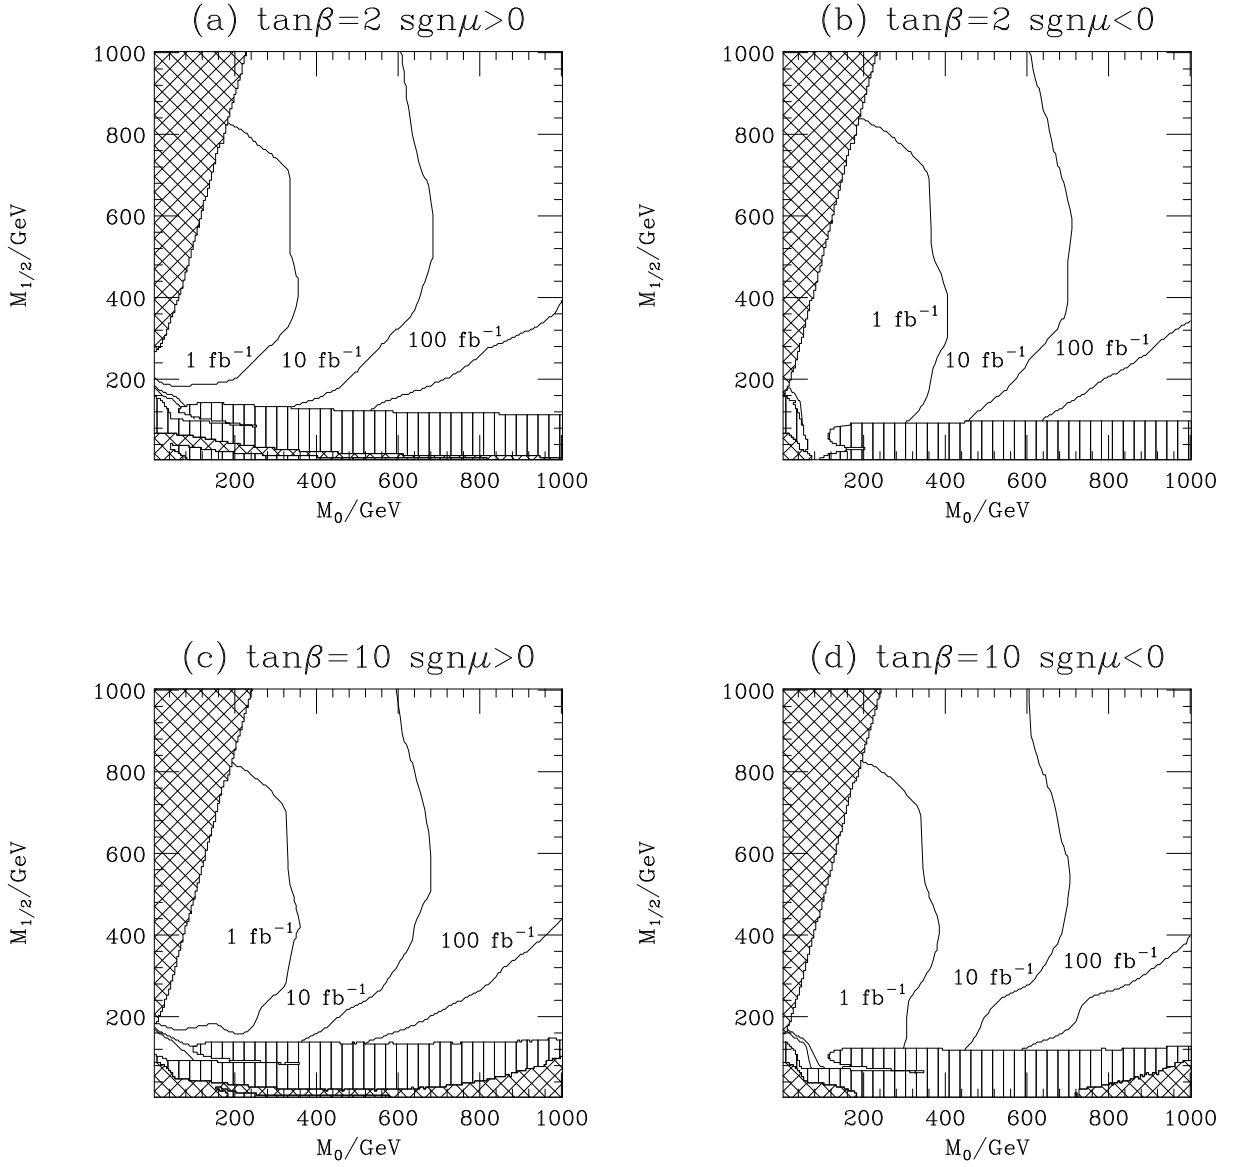 (a) tanβ=2 sgnμ>0
1000
800
600
400
200
M1/2/GeV
1 fb−1
10 fb−1
100 fb−1
200 400 600 800 1000
M0/GeV
(b) tanβ=2 sgnμ<0
1000
800
600
400
200
M1/2/GeV
1 fb−1
10 fb−1
100 fb−1
200 400 600 800 1000
M0/GeV
(c) tanβ=10 sgnμ>0
1000
800
600
400
200
M1/2/GeV
1 fb−1
10 fb−1
100 fb−1
200 400 600 800 1000
M0/GeV
(d) tanβ=10 sgnμ<0
1000
800
600
400
200
M1/2/GeV
1 fb−1
10 fb−1
100 fb−1
200 400 600 800 1000
M0/GeV